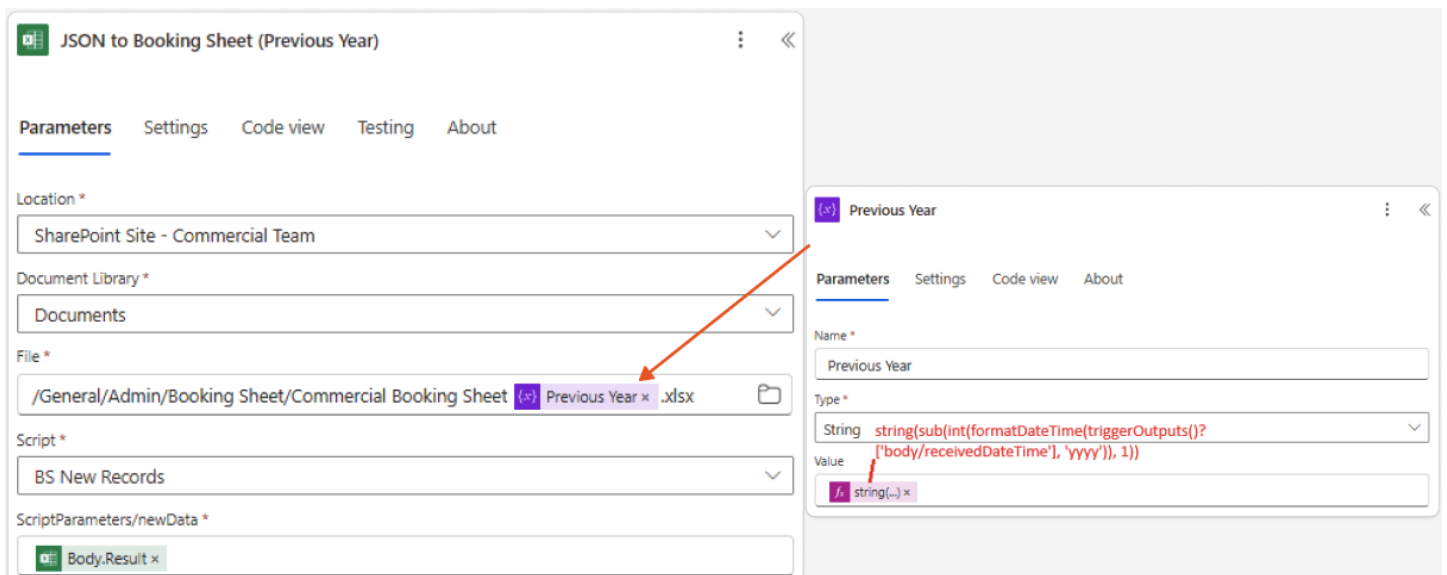 JSON to Booking Sheet (Previous Year)
Parameters Settings Code view Testing About
Location *
SharePoint Site - Commercial Team
Document Library *
Documents
File *
/General/Admin/Booking Sheet/Commercial Booking Sheet {x} Previous Year × .xlsx
Script *
BS New Records
ScriptParameters/newData *
Body.Result ×
{x} Previous Year
Parameters Settings Code view About
Name *
Previous Year
Type *
String string(sub(int(formatDateTime(triggerOutputs()?
['body/receivedDateTime'], 'yyyy')), 1))
Value
fx string(...) ×